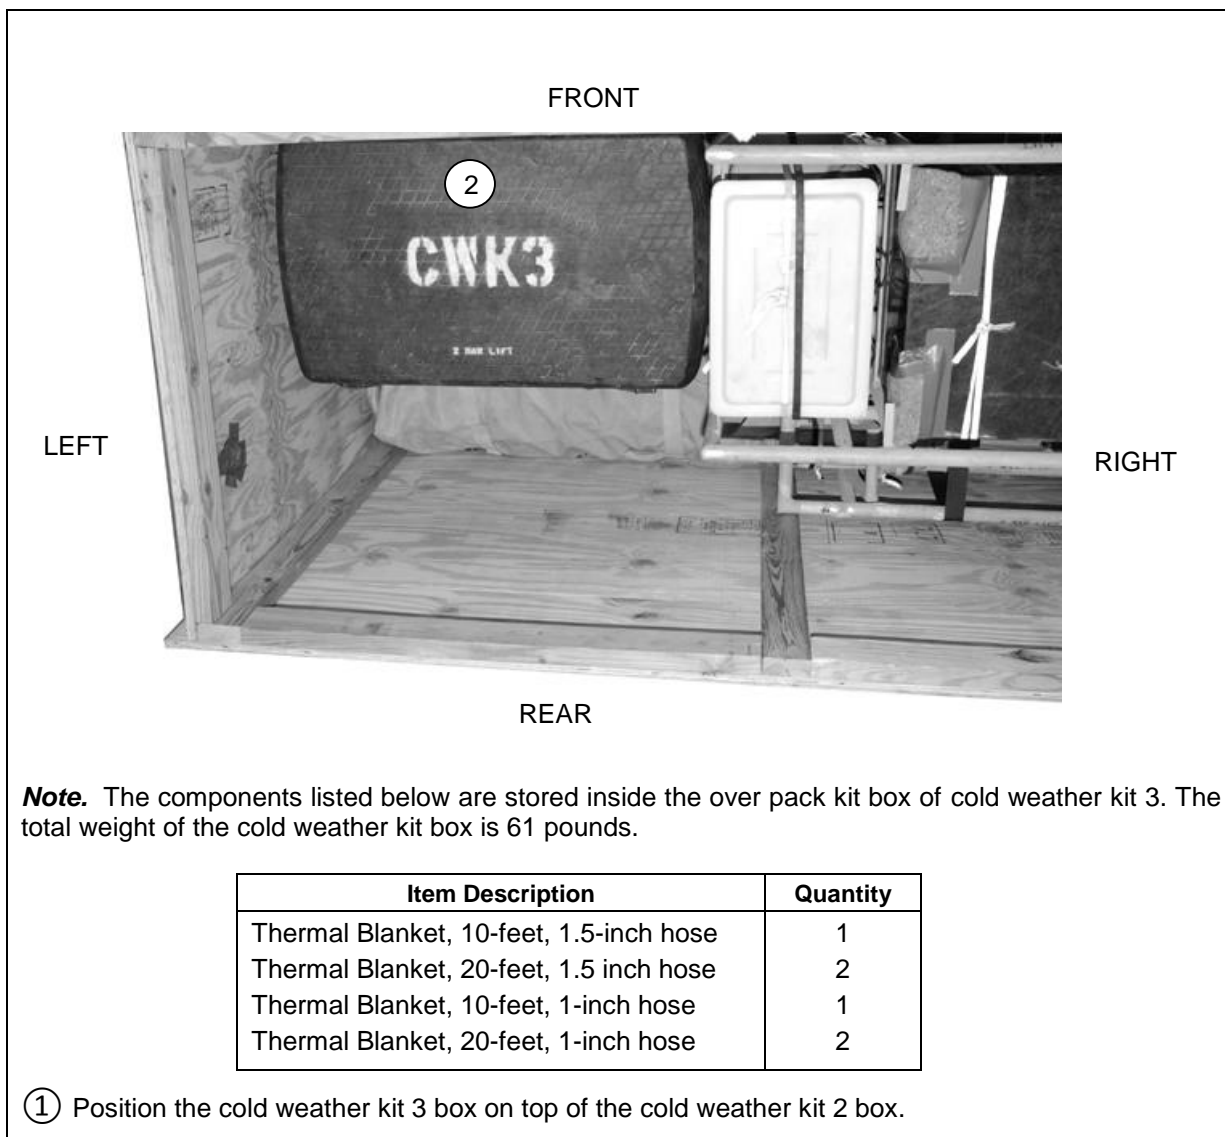 FRONT
2
CWK3
2 MAN LIFT
LEFT
RIGHT
REAR
Note. The components listed below are stored inside the over pack kit box of cold weather kit 3. The
total weight of the cold weather kit box is 61 pounds.
Item Description Quantity
Thermal Blanket, 10-feet, 1.5-inch hose 1
Thermal Blanket, 20-feet, 1.5 inch hose 2
Thermal Blanket, 10-feet, 1-inch hose 1
Thermal Blanket, 20-feet, 1-inch hose 2
① Position the cold weather kit 3 box on top of the cold weather kit 2 box.